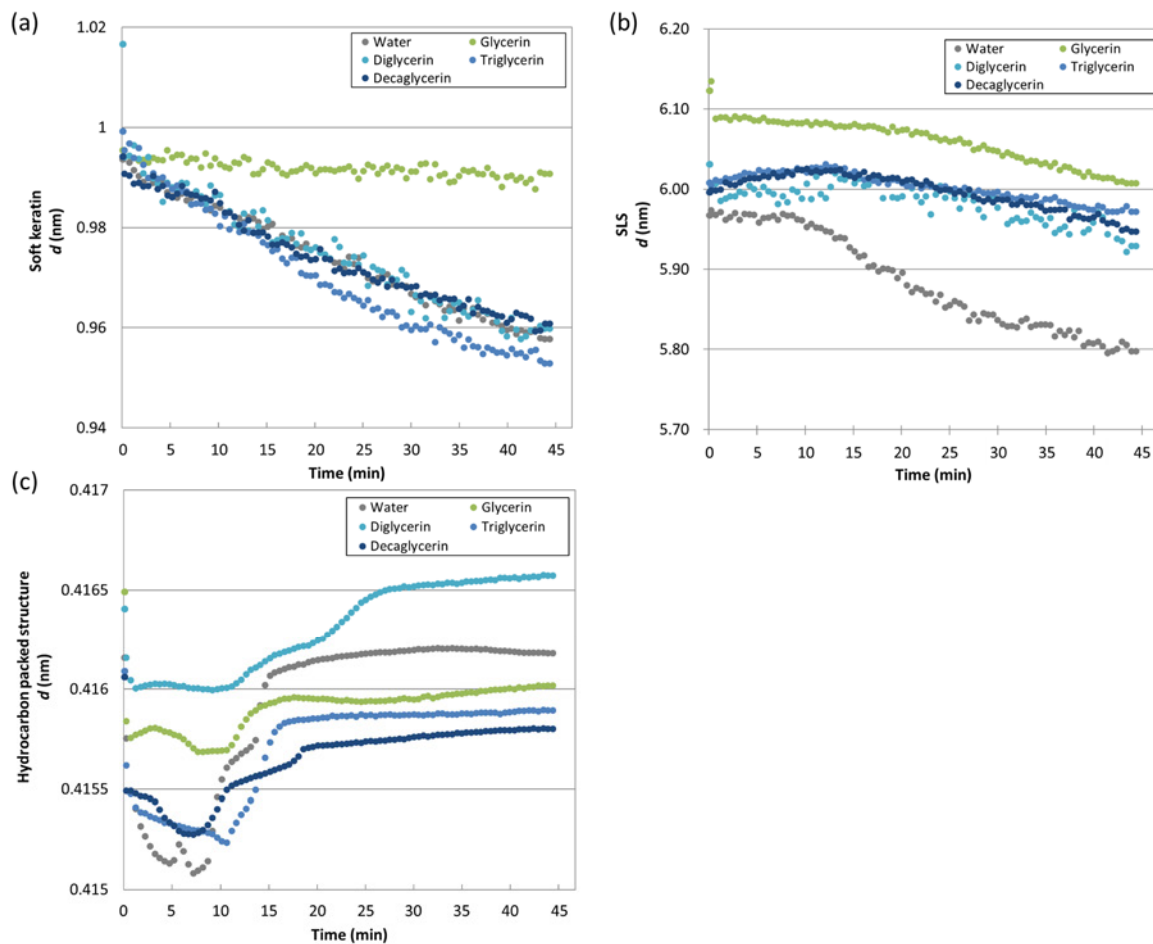 (a)
1.02
1
0.98
0.96
0.94
Soft keratin
d (nm)
Water
Glycerin
Diglycerin
Triglycerin
Decaglycerin
0 5 10 15 20 25 30 35 40 45
Time (min)
(b)
6.20
6.10
6.00
5.90
5.80
5.70
SLS
d (nm)
Water
Glycerin
Diglycerin
Triglycerin
Decaglycerin
0 5 10 15 20 25 30 35 40 45
Time (min)
(c)
0.417
0.4165
0.416
0.4155
0.415
Hydrocarbon packed structure
d (nm)
Water
Glycerin
Diglycerin
Triglycerin
Decaglycerin
0 5 10 15 20 25 30 35 40 45
Time (min)